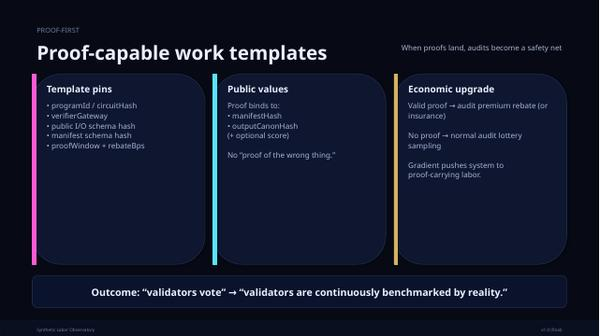 PROOF-FIRST
Proof-capable work templates
When proofs land, audits become a safety net
Template pins
• programId / circuitHash
• verifierGateway
• public I/O schema hash
• manifest schema hash
• proofWindow + rebateBps
Public values
Proof binds to:
• manifestHash
• outputCanonHash
(+ optional score)
No “proof of the wrong thing.”
Economic upgrade
Valid proof → audit premium rebate (or
insurance)
No proof → normal audit lottery
sampling
Gradient pushes system to
proof-carrying labor.
Outcome: “validators vote” → “validators are continuously benchmarked by reality.”
Synthetic Labor Observatory